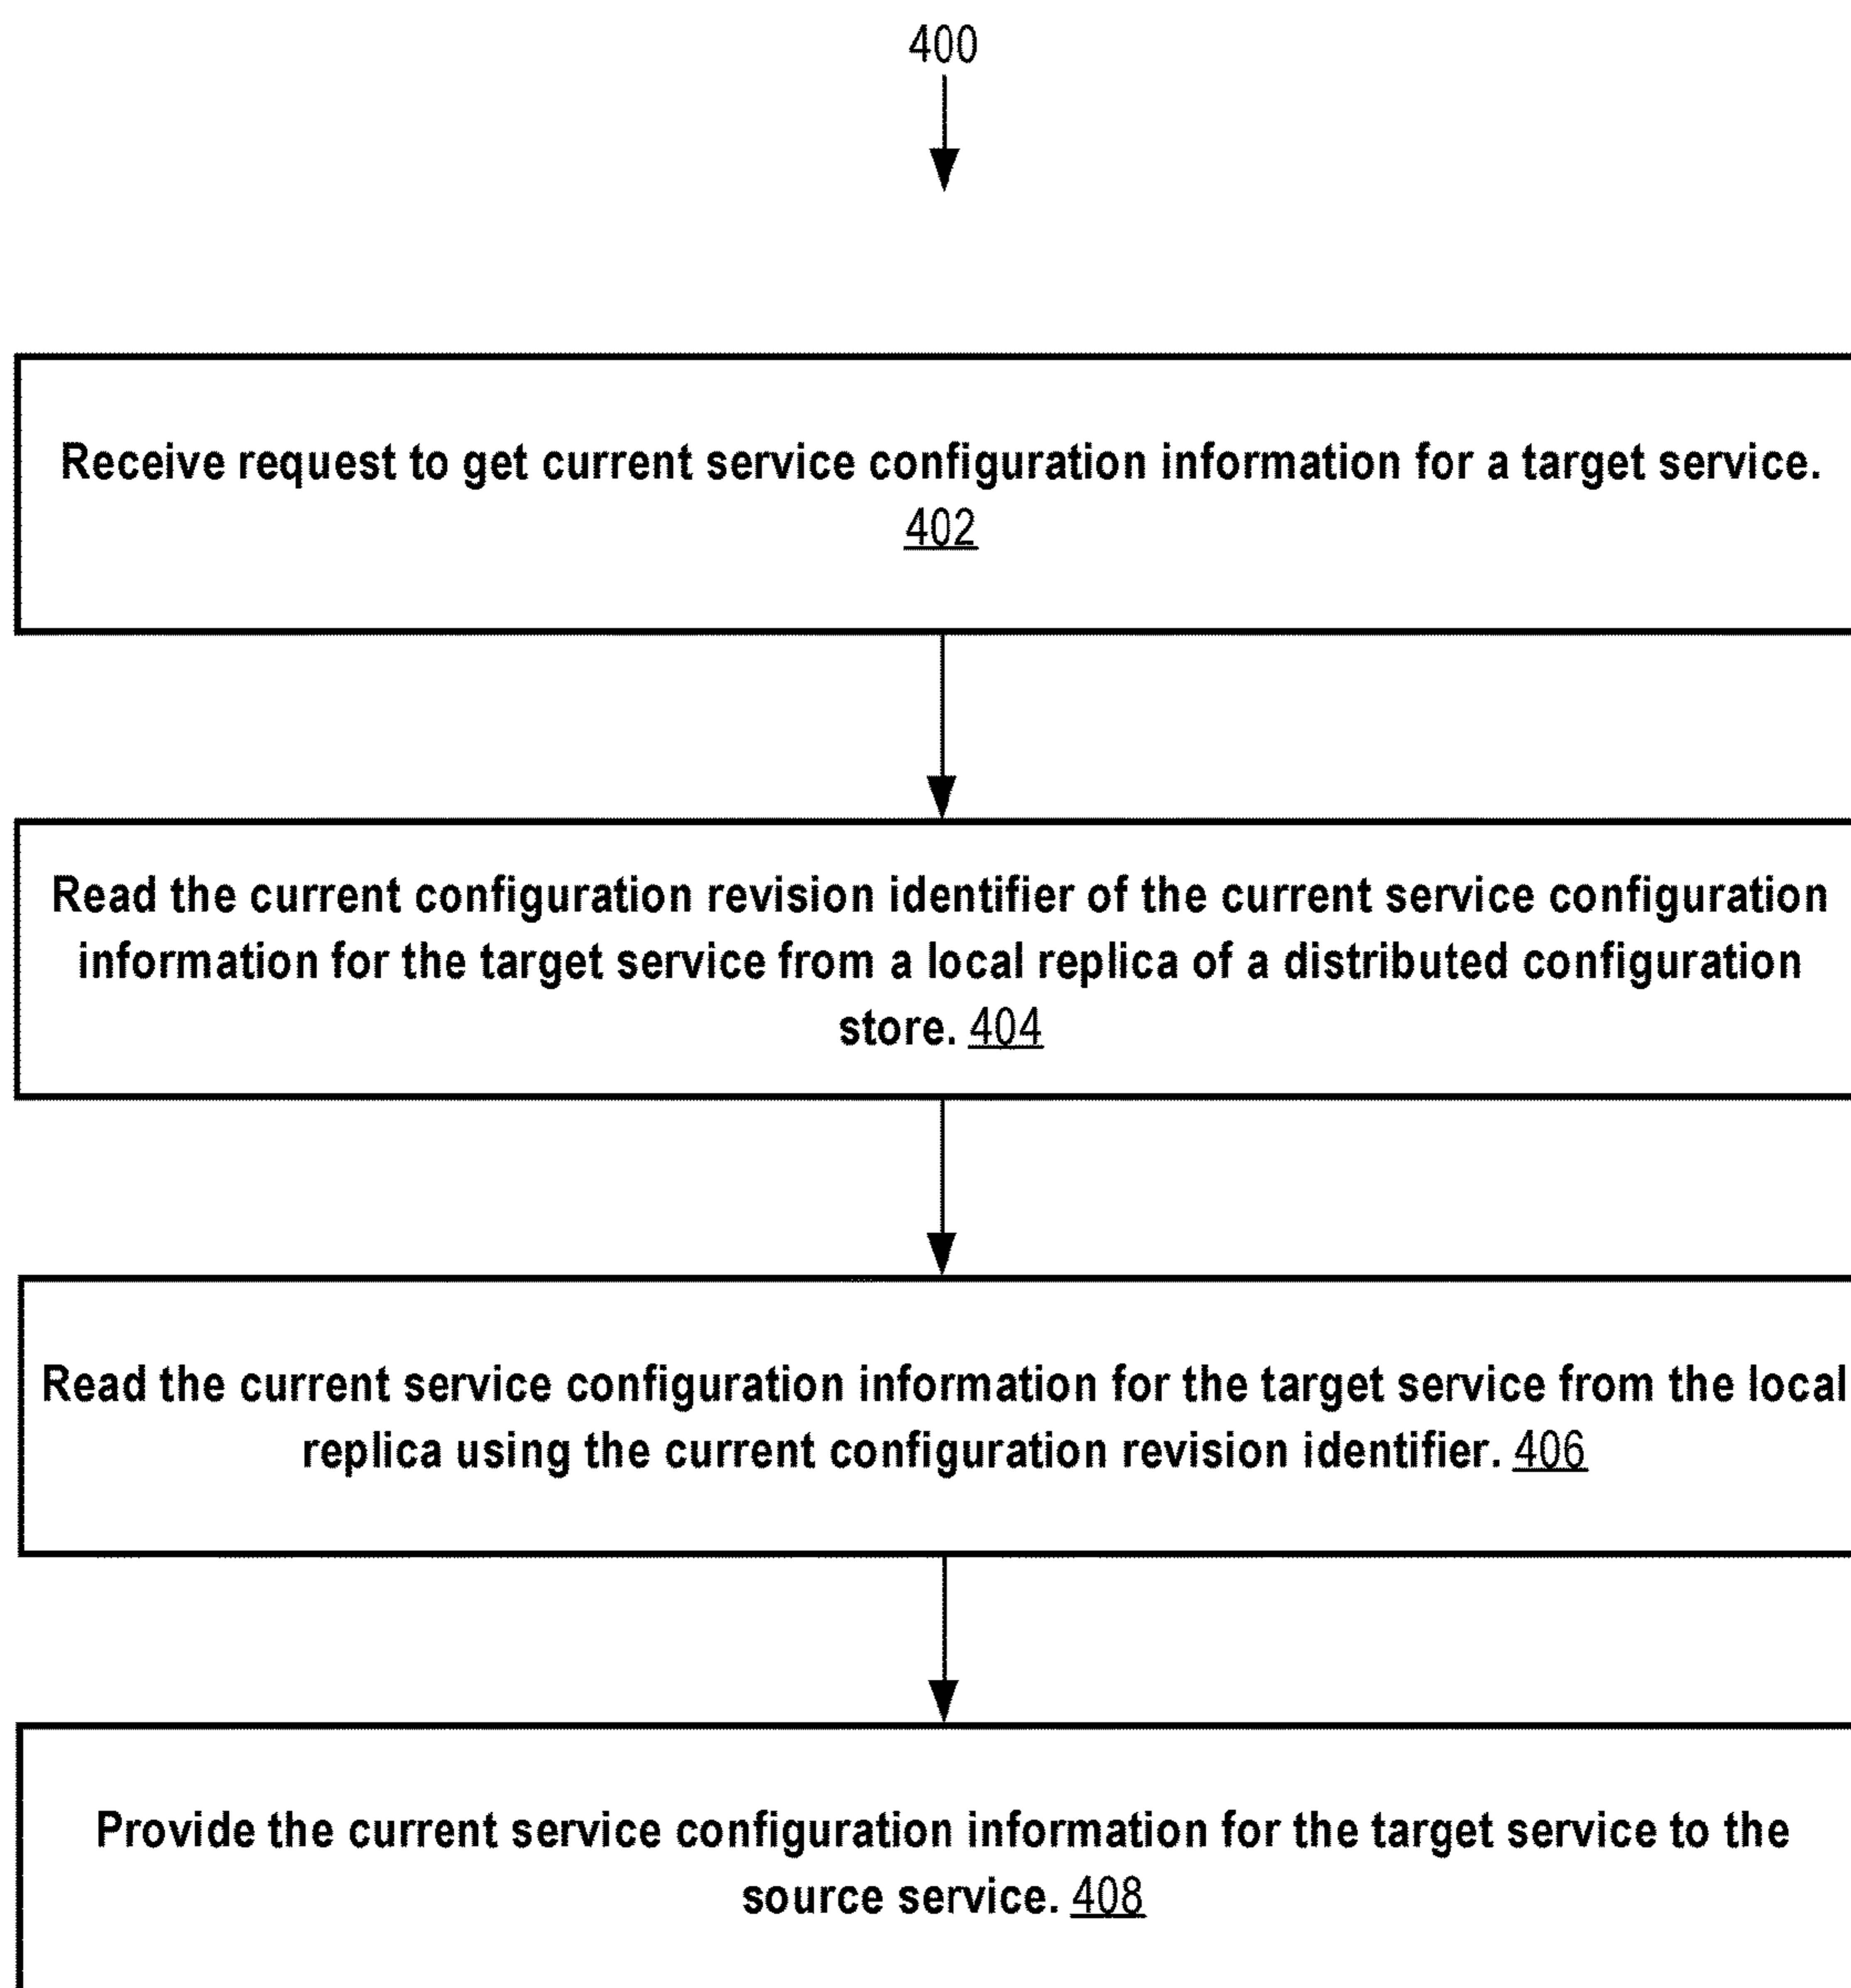 400
Receive request to get current service configuration information for a target service.
402
Read the current configuration revision identifier of the current service configuration
information for the target service from a local replica of a distributed configuration
store. 404
Read the current service configuration information for the target service from the local
replica using the current configuration revision identifier. 406
Provide the current service configuration information for the target service to the
source service. 408